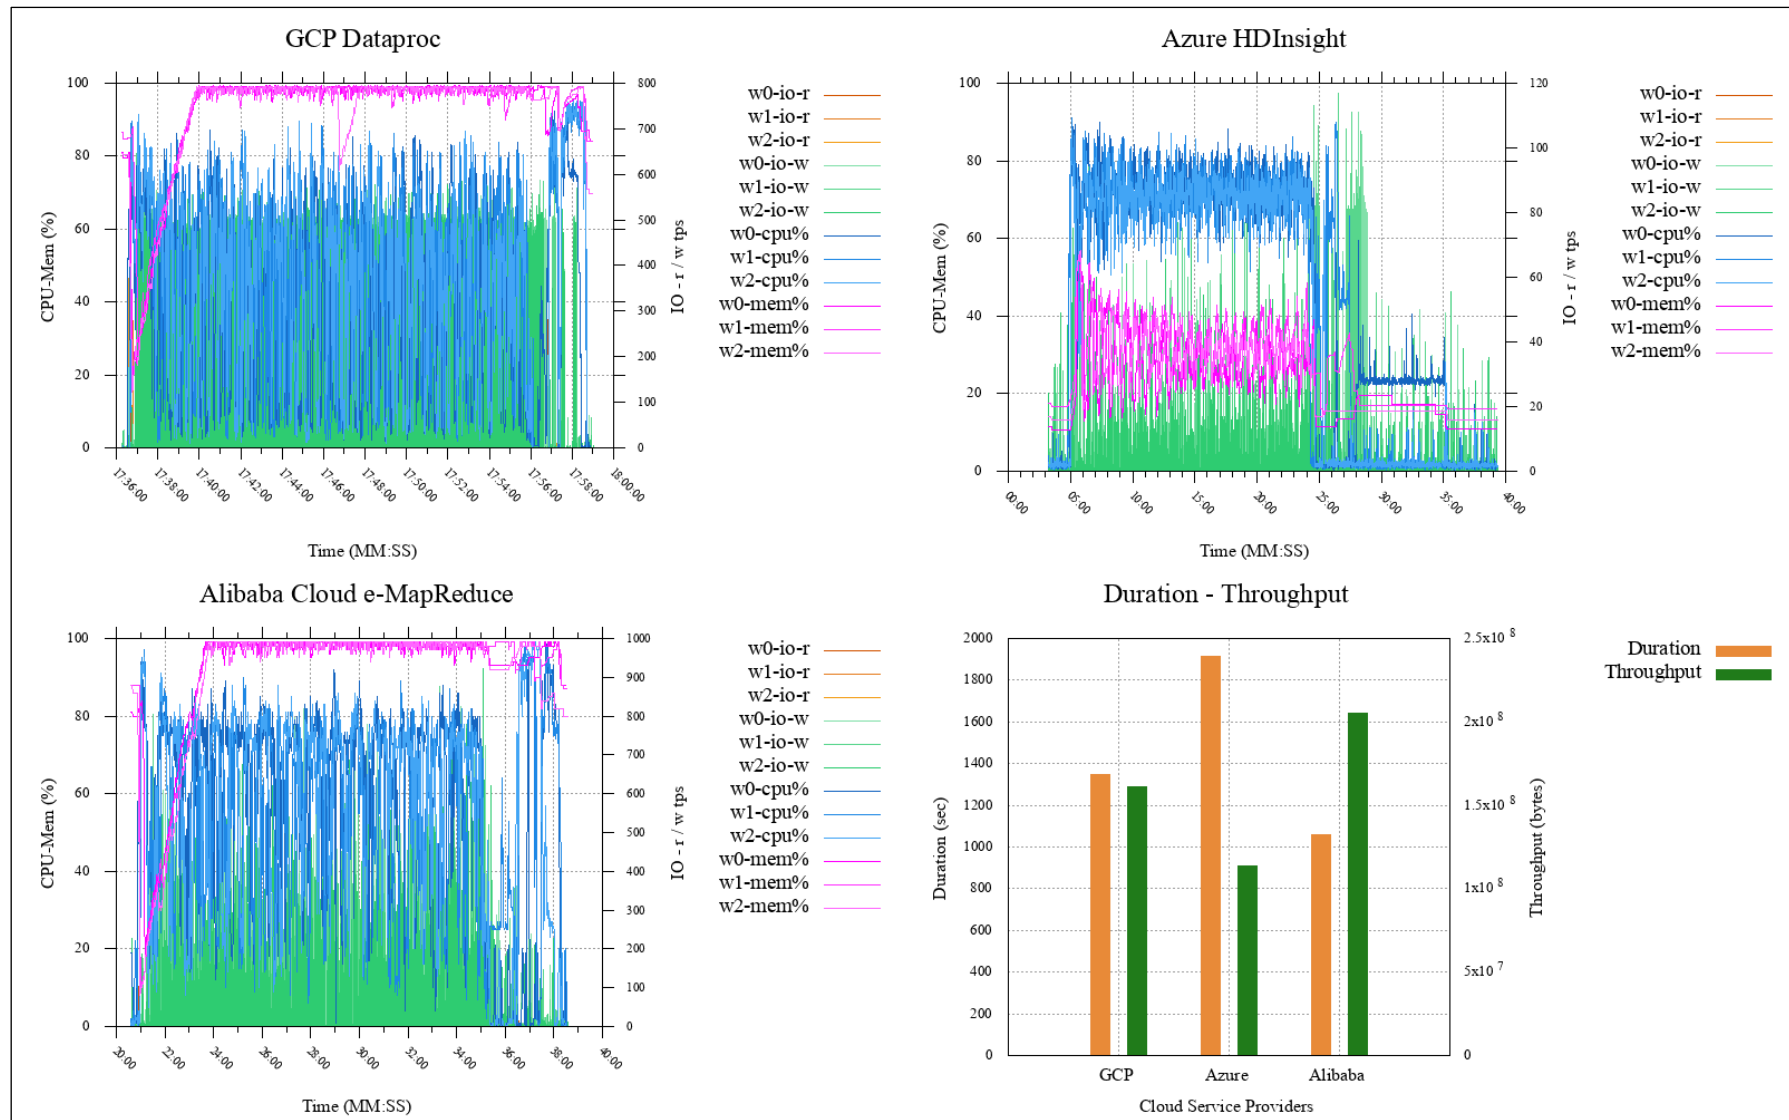 GCP Dataproc
100
80
60
40
20
0
CPU-Mem (%)
800
700
600
500
400
300
200
100
0
IO - r / w tps
17:36:00
17:38:00
17:40:00
17:42:00
17:44:00
17:46:00
17:48:00
17:50:00
17:52:00
17:54:00
17:56:00
17:58:00
18:00:00
Time (MM:SS)
w0-io-r
w1-io-r
w2-io-r
w0-io-w
w1-io-w
w2-io-w
w0-cpu%
w1-cpu%
w2-cpu%
w0-mem%
w1-mem%
w2-mem%
Azure HDInsight
100
80
60
40
20
0
CPU-Mem (%)
120
100
80
60
40
20
0
IO - r / w tps
00:00
05:00
10:00
15:00
20:00
25:00
30:00
35:00
40:00
Time (MM:SS)
w0-io-r
w1-io-r
w2-io-r
w0-io-w
w1-io-w
w2-io-w
w0-cpu%
w1-cpu%
w2-cpu%
w0-mem%
w1-mem%
w2-mem%
Alibaba Cloud e-MapReduce
100
80
60
40
20
0
CPU-Mem (%)
1000
900
800
700
600
500
400
300
200
100
0
IO - r / w tps
20:00
22:00
24:00
26:00
28:00
30:00
32:00
34:00
36:00
38:00
40:00
Time (MM:SS)
w0-io-r
w1-io-r
w2-io-r
w0-io-w
w1-io-w
w2-io-w
w0-cpu%
w1-cpu%
w2-cpu%
w0-mem%
w1-mem%
w2-mem%
Duration - Throughput
2000
1800
1600
1400
1200
1000
800
600
400
200
0
Duration (sec)
2.5x10⁸
2x10⁸
1.5x10⁸
1x10⁸
5x10⁷
0
Throughput (bytes)
GCP
Azure
Alibaba
Cloud Service Providers
Duration
Throughput